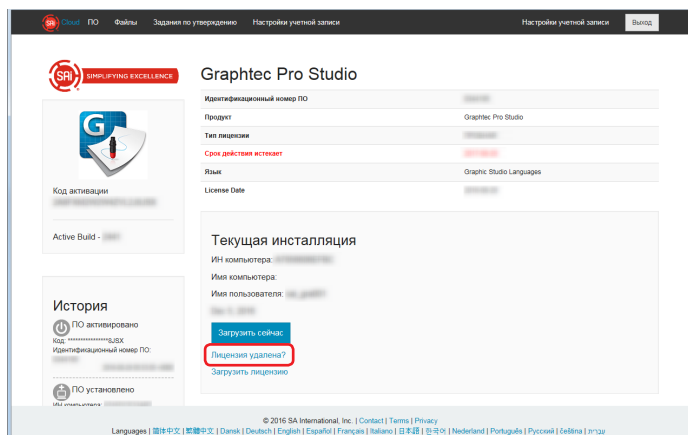 SAi Cloud ПО Файлы Задания по утверждению Настройки учетной записи Настройки учетной записи Выход
SAi SIMPLIFYING EXCELLENCE
Graphtec Pro Studio
Идентификационный номер ПО
Продукт Graphtec Pro Studio
Тип лицензии
Срок действия истекает
Язык Graphic Studio Languages
License Date
G
Код активации
Active Build -
Текущая инсталляция
ИН компьютера:
Имя компьютера:
Имя пользователя:
Загрузить сейчас
Лицензия удалена?
Загрузить лицензию
История
ПО активировано
Код: ****************8JSX
Идентификационный номер ПО:
ПО установлено
ИН компьютера:
© 2016 SA International, Inc. | Contact | Terms | Privacy
Languages | 简体中文 | 繁體中文 | Dansk | Deutsch | English | Español | Français | Italiano | 日本語 | 한국어 | Nederland | Português | Русский | čeština | עברית